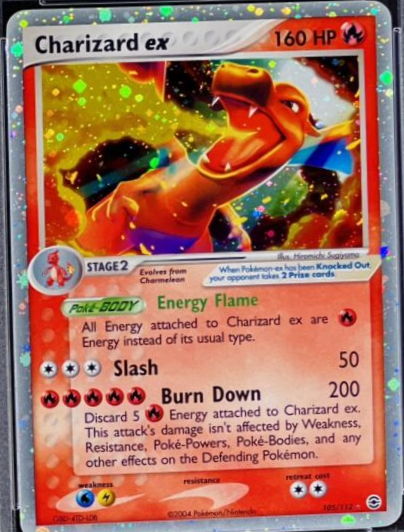 Charizard ex 160 HP
Illus. Hiromichi Sugiyama
STAGE 2
Evolves from
Charmeleon
When Pokémon-ex has been Knocked Out,
your opponent takes 2 Prize cards.
Poké-BODY Energy Flame
All Energy attached to Charizard ex are
Energy instead of its usual type.
Slash 50
Burn Down 200
Discard 5 Energy attached to Charizard ex.
This attack's damage isn't affected by Weakness,
Resistance, Poké-Powers, Poké-Bodies, and any
other effects on the Defending Pokémon.
weakness resistance retreat cost
©2004 Pokémon/Nintendo 105/112